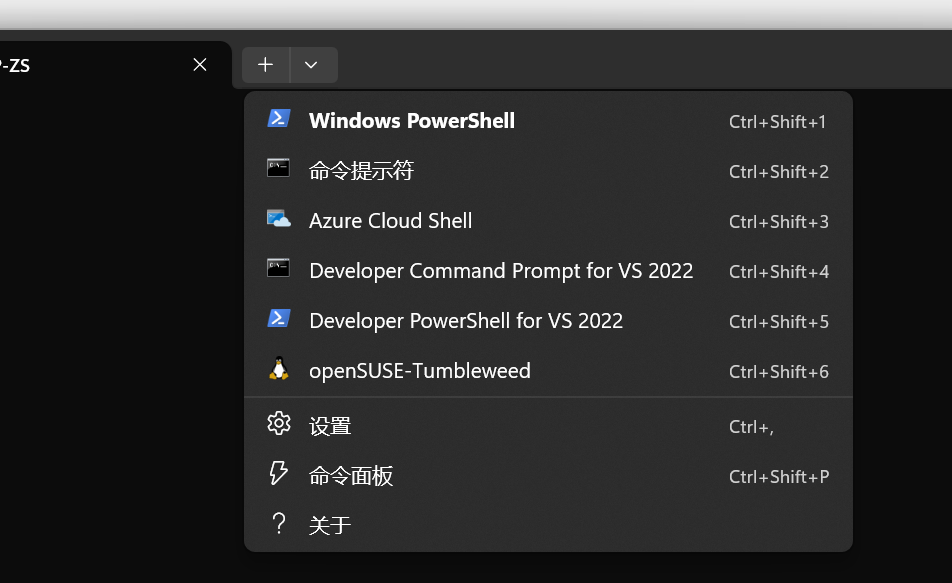 -ZS
Windows PowerShell Ctrl+Shift+1
命令提示符 Ctrl+Shift+2
Azure Cloud Shell Ctrl+Shift+3
Developer Command Prompt for VS 2022 Ctrl+Shift+4
Developer PowerShell for VS 2022 Ctrl+Shift+5
openSUSE-Tumbleweed Ctrl+Shift+6
设置 Ctrl+,
命令面板 Ctrl+Shift+P
关于